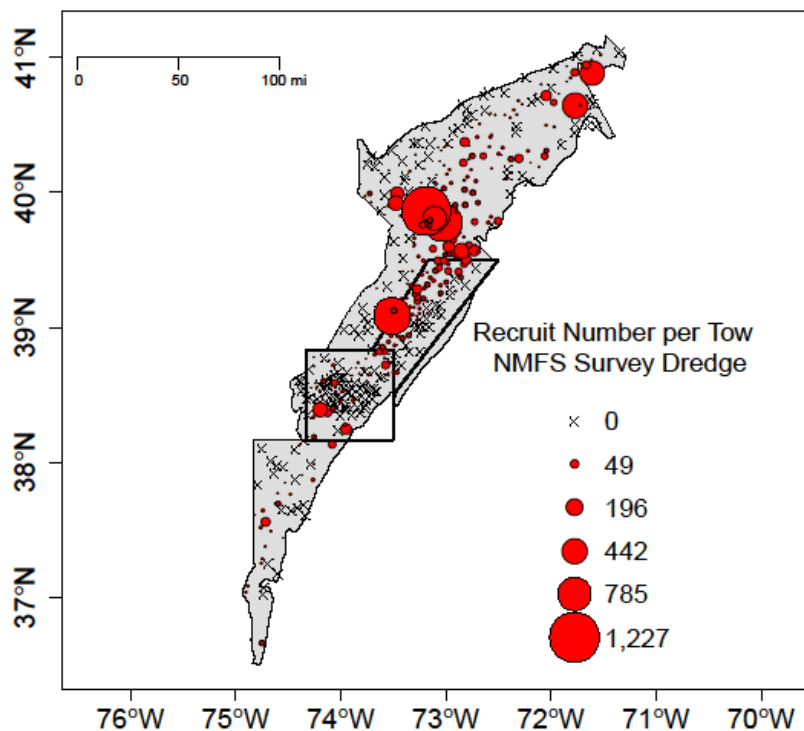 41°N
40°N
39°N
38°N
37°N
0 50 100 mi
Recruit Number per Tow
NMFS Survey Dredge
0
49
196
442
785
1,227
76°W 75°W 74°W 73°W 72°W 71°W 70°W